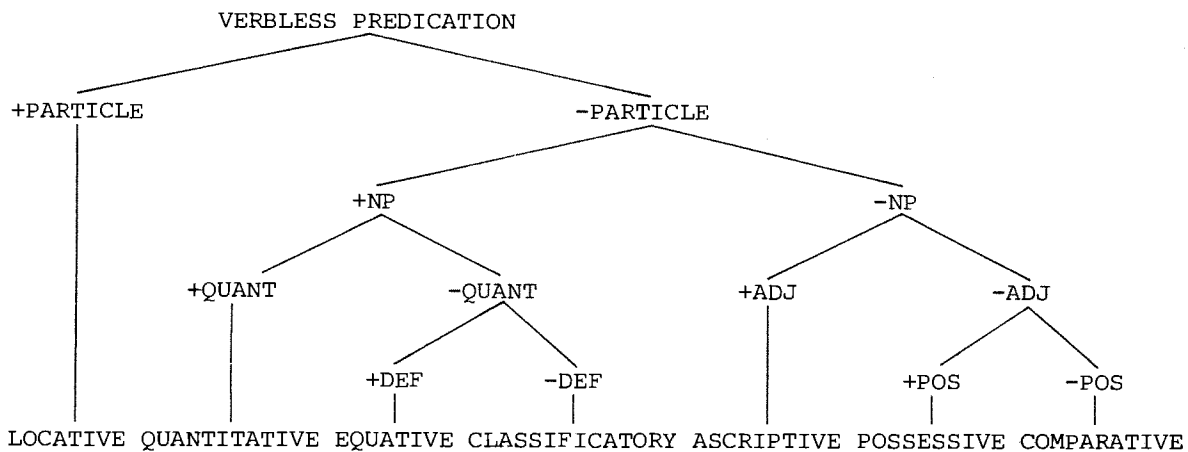 VERBLESS PREDICATION
+PARTICLE -PARTICLE
+NP -NP
+QUANT -QUANT +ADJ -ADJ
+DEF -DEF +POS -POS
LOCATIVE QUANTITATIVE EQUATIVE CLASSIFICATORY ASCRIPTIVE POSSESSIVE COMPARATIVE